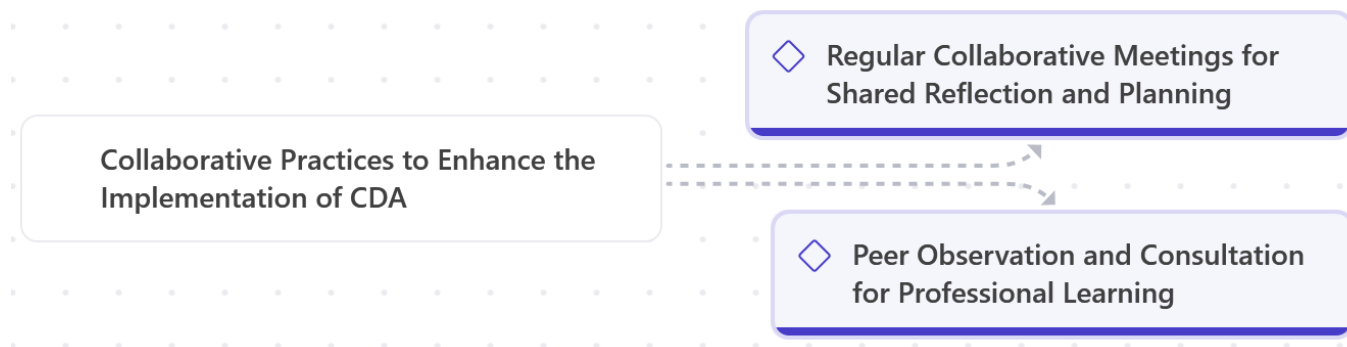 Regular Collaborative Meetings for
Shared Reflection and Planning
Collaborative Practices to Enhance the
Implementation of CDA
Peer Observation and Consultation
for Professional Learning